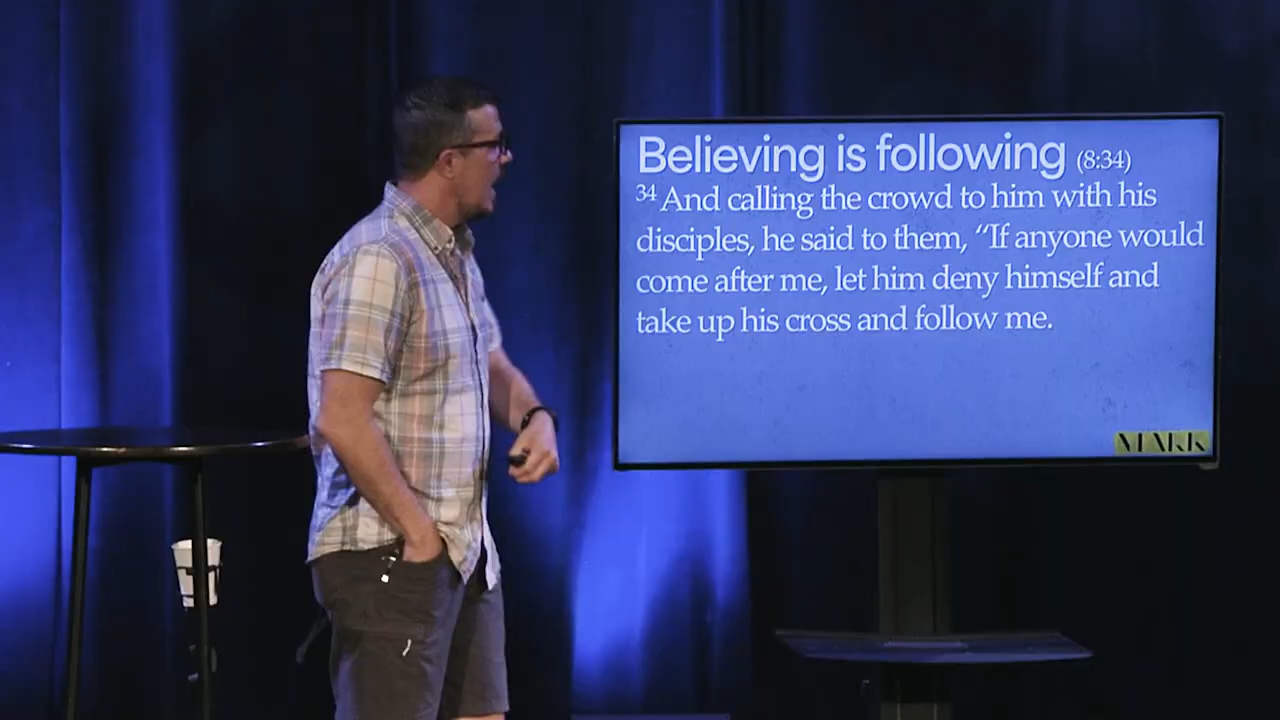 Believing is following (8:34)
34 And calling the crowd to him with his
disciples, he said to them, “If anyone would
come after me, let him deny himself and
take up his cross and follow me.
MARK